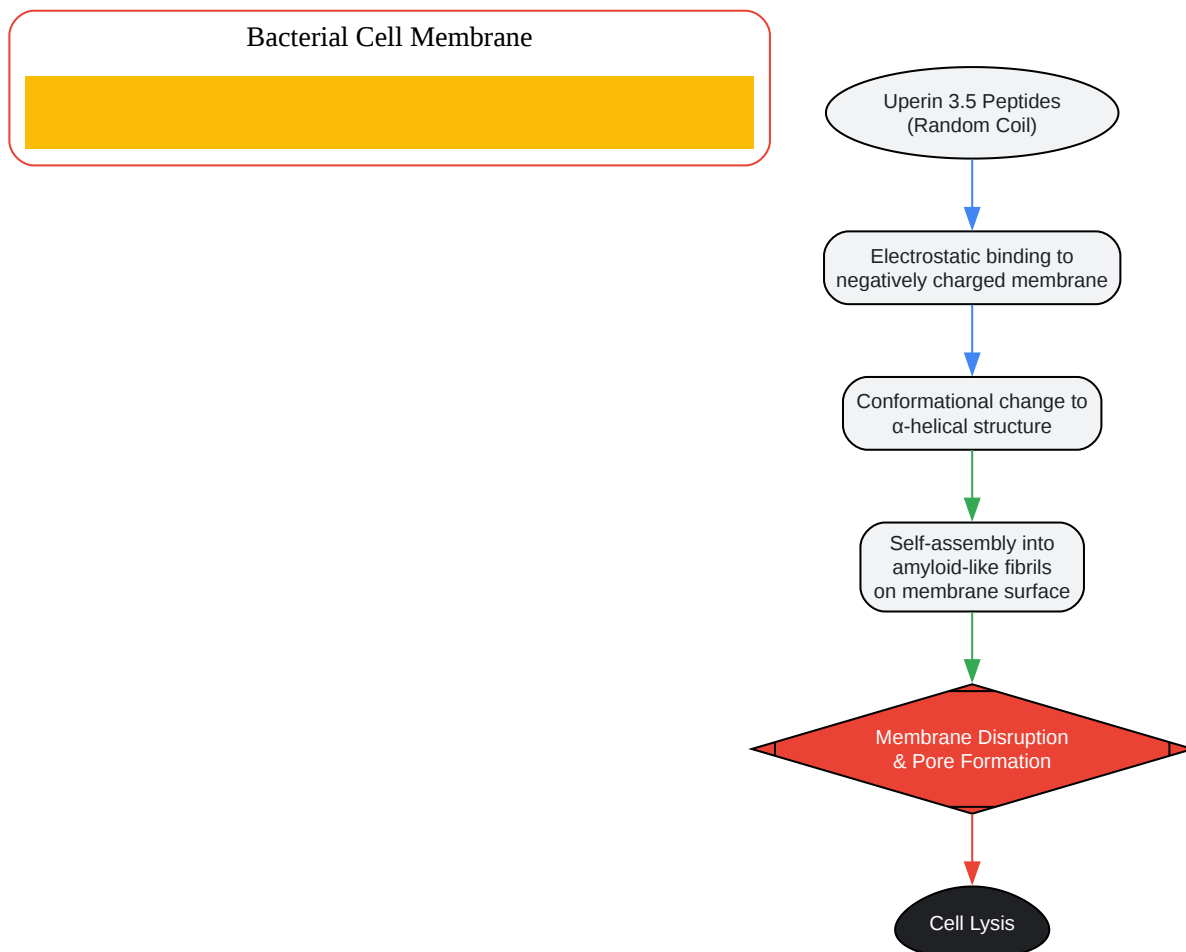 Bacterial Cell Membrane
Uperin 3.5 Peptides
(Random Coil)
Electrostatic binding to
negatively charged membrane
Conformational change to
α-helical structure
Self-assembly into
amyloid-like fibrils
on membrane surface
Membrane Disruption
& Pore Formation
Cell Lysis